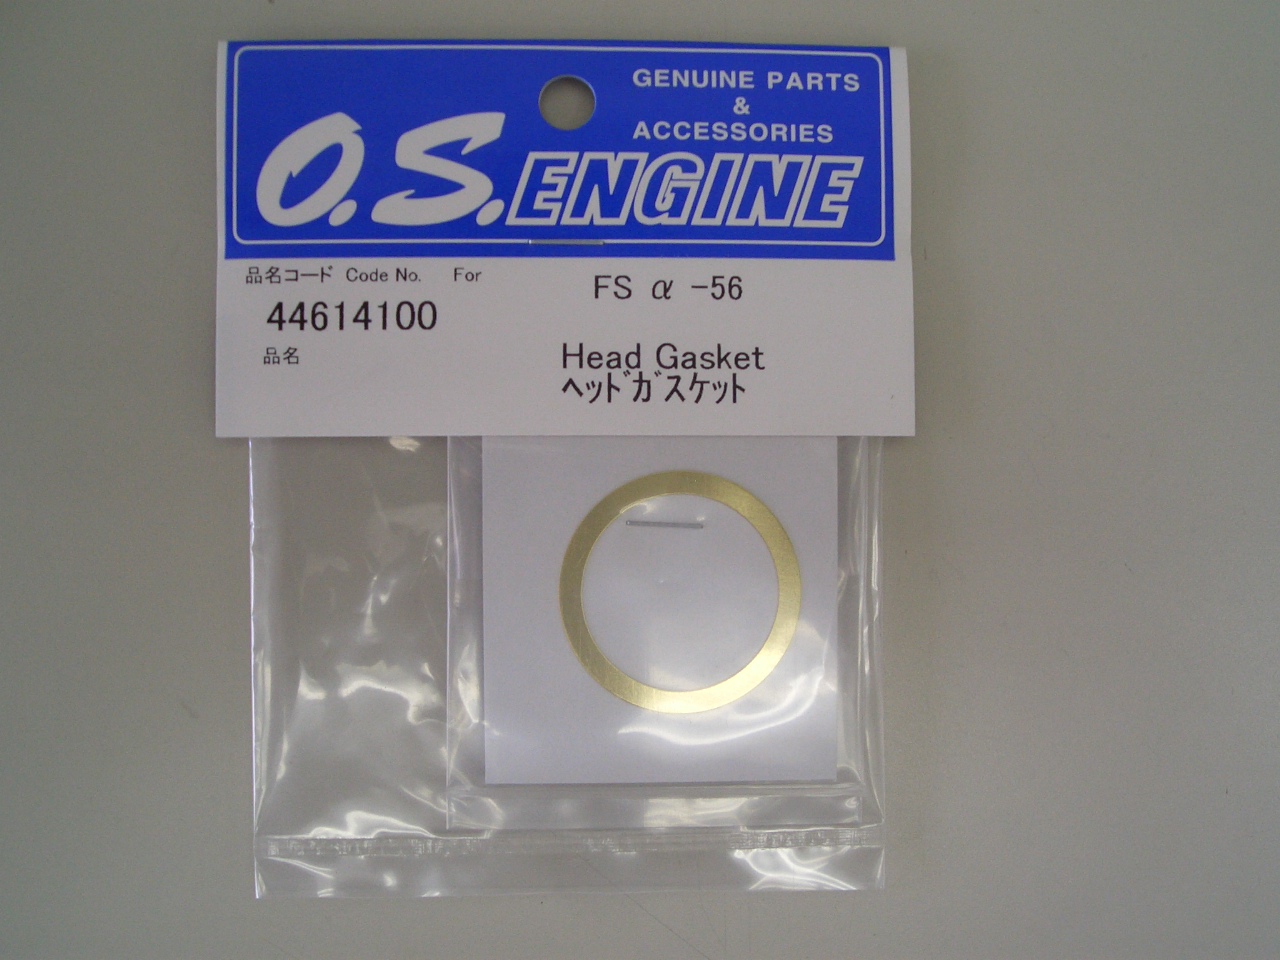 GENUINE PARTS
&
ACCESSORIES
O.S. ENGINE
品名コード Code No. For
FS α -56
44614100
品名
Head Gasket
ヘッドガスケット